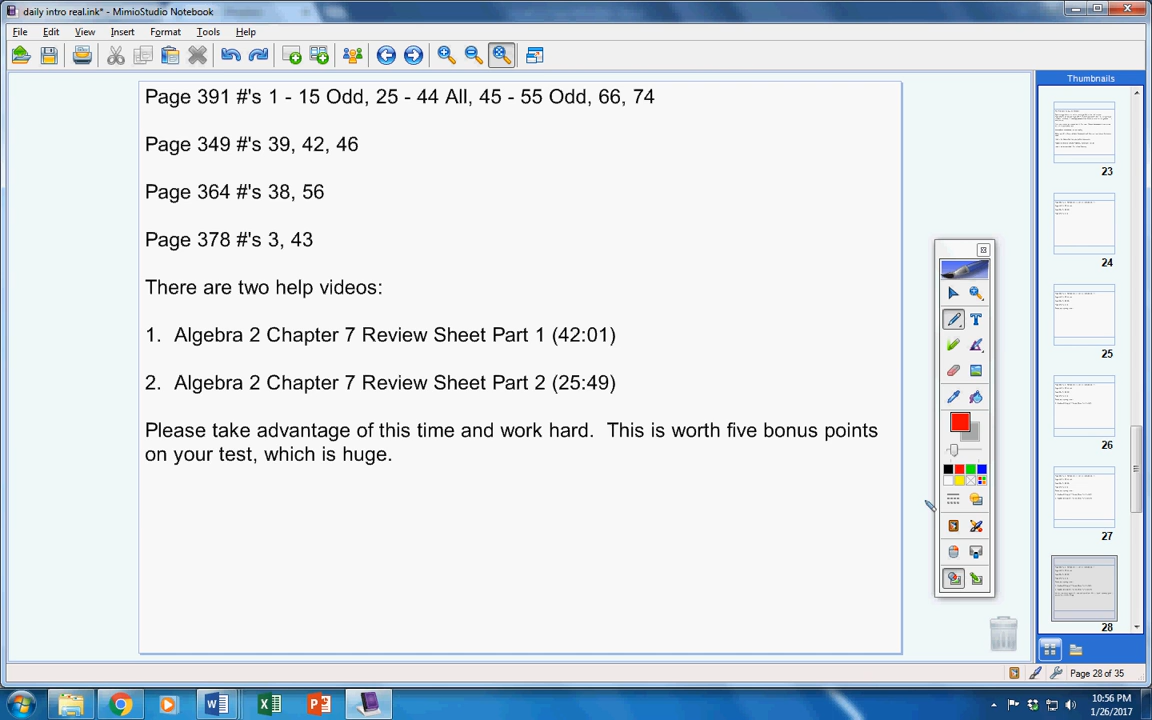 daily intro real.ink* - MimioStudio Notebook
File Edit View Insert Format Tools Help
Page 391 #'s 1 - 15 Odd, 25 - 44 All, 45 - 55 Odd, 66, 74
Page 349 #'s 39, 42, 46
Page 364 #'s 38, 56
Page 378 #'s 3, 43
There are two help videos:
1. Algebra 2 Chapter 7 Review Sheet Part 1 (42:01)
2. Algebra 2 Chapter 7 Review Sheet Part 2 (25:49)
Please take advantage of this time and work hard. This is worth five bonus points
on your test, which is huge.
Thumbnails
23
24
25
26
27
28
Page 28 of 35
10:56 PM
1/26/2017